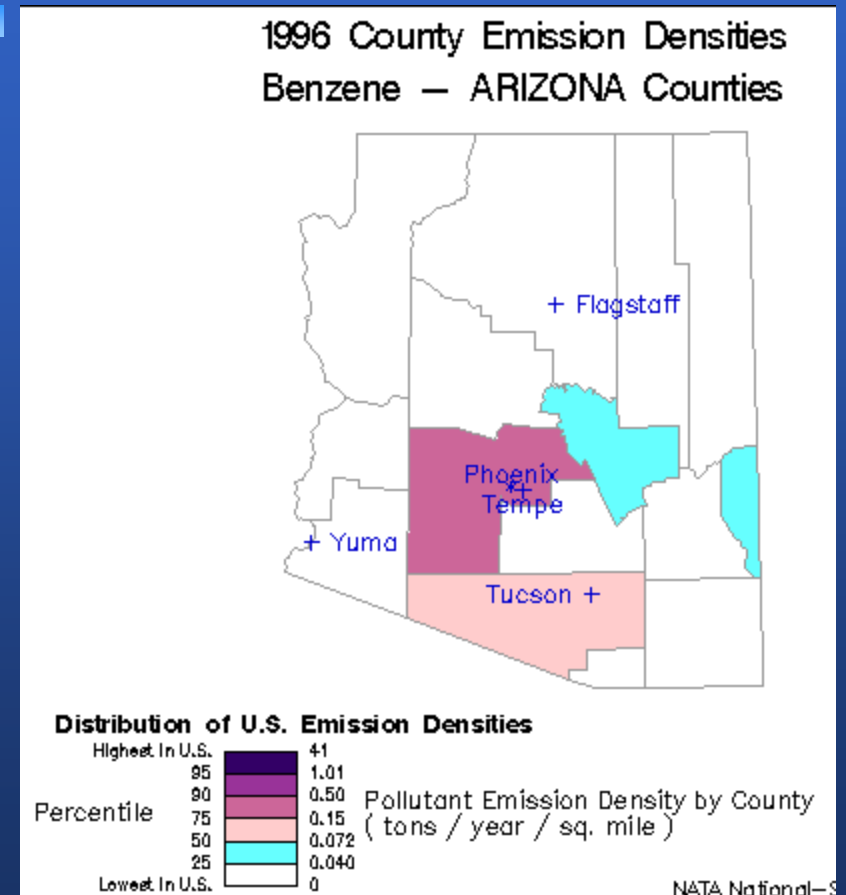 1996 County Emission Densities
Benzene — ARIZONA Counties
+ Flagstaff
Phoenix
Tempe
+ Yuma
Tucson +
Distribution of U.S. Emission Densities
Highest In U.S. 41
95 1.01
90 0.50
75 0.15
50 0.072
25 0.040
Lowest In U.S. 0
Percentile
Pollutant Emission Density by County
( tons / year / sq. mile )
NATA National-S